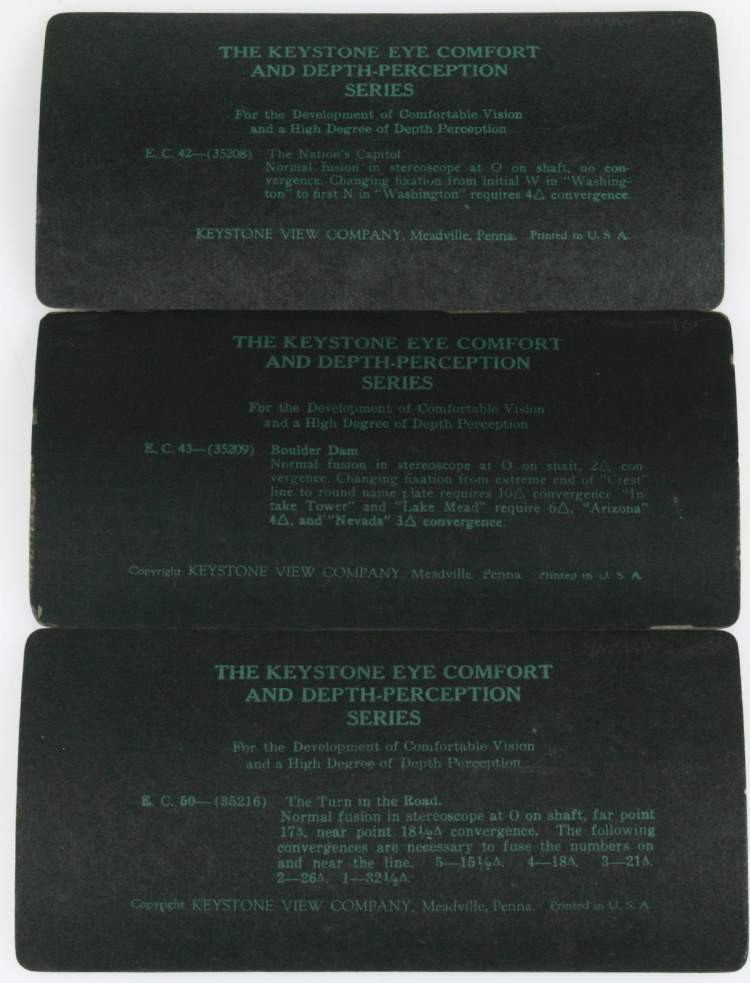 THE KEYSTONE EYE COMFORT
AND DEPTH-PERCEPTION
SERIES
For the Development of Comfortable Vision
and a High Degree of Depth Perception
E. C. 42—(35208) The Nation's Capitol
Normal fusion in stereoscope at O on shaft, no con-
vergence. Changing fixation from initial W in "Washing-
ton" to first N in "Washington" requires 4△ convergence.
KEYSTONE VIEW COMPANY, Meadville, Penna. Printed in U. S. A.
THE KEYSTONE EYE COMFORT
AND DEPTH-PERCEPTION
SERIES
For the Development of Comfortable Vision
and a High Degree of Depth Perception
E. C. 43—(35209) Boulder Dam
Normal fusion in stereoscope at O on shaft, 2△ con-
vergence. Changing fixation from extreme end of "Crest"
line to round name plate requires 10△ convergence. "In-
take Tower" and "Lake Mead" require 6△, "Arizona"
4△, and "Nevada" 3△ convergence.
Copyright KEYSTONE VIEW COMPANY, Meadville, Penna. Printed in U. S. A.
THE KEYSTONE EYE COMFORT
AND DEPTH-PERCEPTION
SERIES
For the Development of Comfortable Vision
and a High Degree of Depth Perception
E. C. 50—(35216) The Turn in the Road.
Normal fusion in stereoscope at O on shaft, far point
17△, near point 18½△ convergence. The following
convergences are necessary to fuse the numbers on
and near the line. 5—15½△. 4—18△. 3—21△.
2—26△. 1—32½△.
Copyright KEYSTONE VIEW COMPANY, Meadville, Penna. Printed in U. S. A.